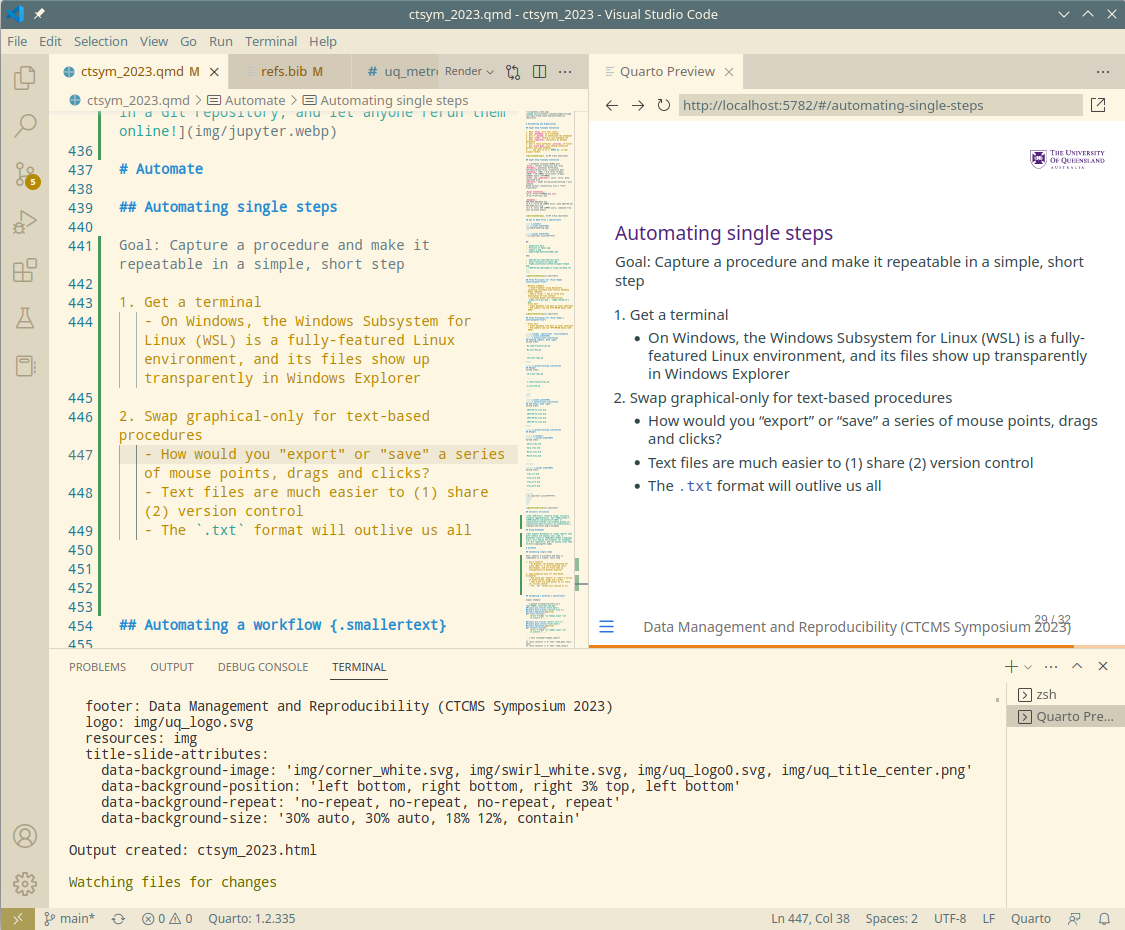 ctsym_2023.qmd - ctsym_2023 - Visual Studio Code
File Edit Selection View Go Run Terminal Help
ctsym_2023.qmd M
refs.bib M
# uq_metr
Render
Quarto Preview
ctsym_2023.qmd > Automate > Automating single steps
http://localhost:5782/#/automating-single-steps
5
in a Git repository, and let anyone rerun them
online!](img/jupyter.webp)
436
437 # Automate
438
439 ## Automating single steps
440
441 Goal: Capture a procedure and make it
repeatable in a simple, short step
442
443 1. Get a terminal
444 - On Windows, the Windows Subsystem for
Linux (WSL) is a fully-featured Linux
environment, and its files show up
transparently in Windows Explorer
445
446 2. Swap graphical-only for text-based
procedures
447 - How would you "export" or "save" a series
of mouse points, drags and clicks?
448 - Text files are much easier to (1) share
(2) version control
449 - The `.txt` format will outlive us all
450
451
452
453
454 ## Automating a workflow {.smallertext}
455
THE UNIVERSITY
OF QUEENSLAND
AUSTRALIA
Automating single steps
Goal: Capture a procedure and make it repeatable in a simple, short
step
1. Get a terminal
• On Windows, the Windows Subsystem for Linux (WSL) is a fully-
featured Linux environment, and its files show up transparently
in Windows Explorer
2. Swap graphical-only for text-based procedures
• How would you “export” or “save” a series of mouse points, drags
and clicks?
• Text files are much easier to (1) share (2) version control
• The .txt format will outlive us all
29 / 32
Data Management and Reproducibility (CTCMS Symposium 2023)
PROBLEMS OUTPUT DEBUG CONSOLE TERMINAL
footer: Data Management and Reproducibility (CTCMS Symposium 2023)
logo: img/uq_logo.svg
resources: img
title-slide-attributes:
data-background-image: 'img/corner_white.svg, img/swirl_white.svg, img/uq_logo0.svg, img/uq_title_center.png'
data-background-position: 'left bottom, right bottom, right 3% top, left bottom'
data-background-repeat: 'no-repeat, no-repeat, no-repeat, repeat'
data-background-size: '30% auto, 30% auto, 18% 12%, contain'
Output created: ctsym_2023.html
Watching files for changes
zsh
Quarto Pre...
main* 0 0 Quarto: 1.2.335 Ln 447, Col 38 Spaces: 2 UTF-8 LF Quarto